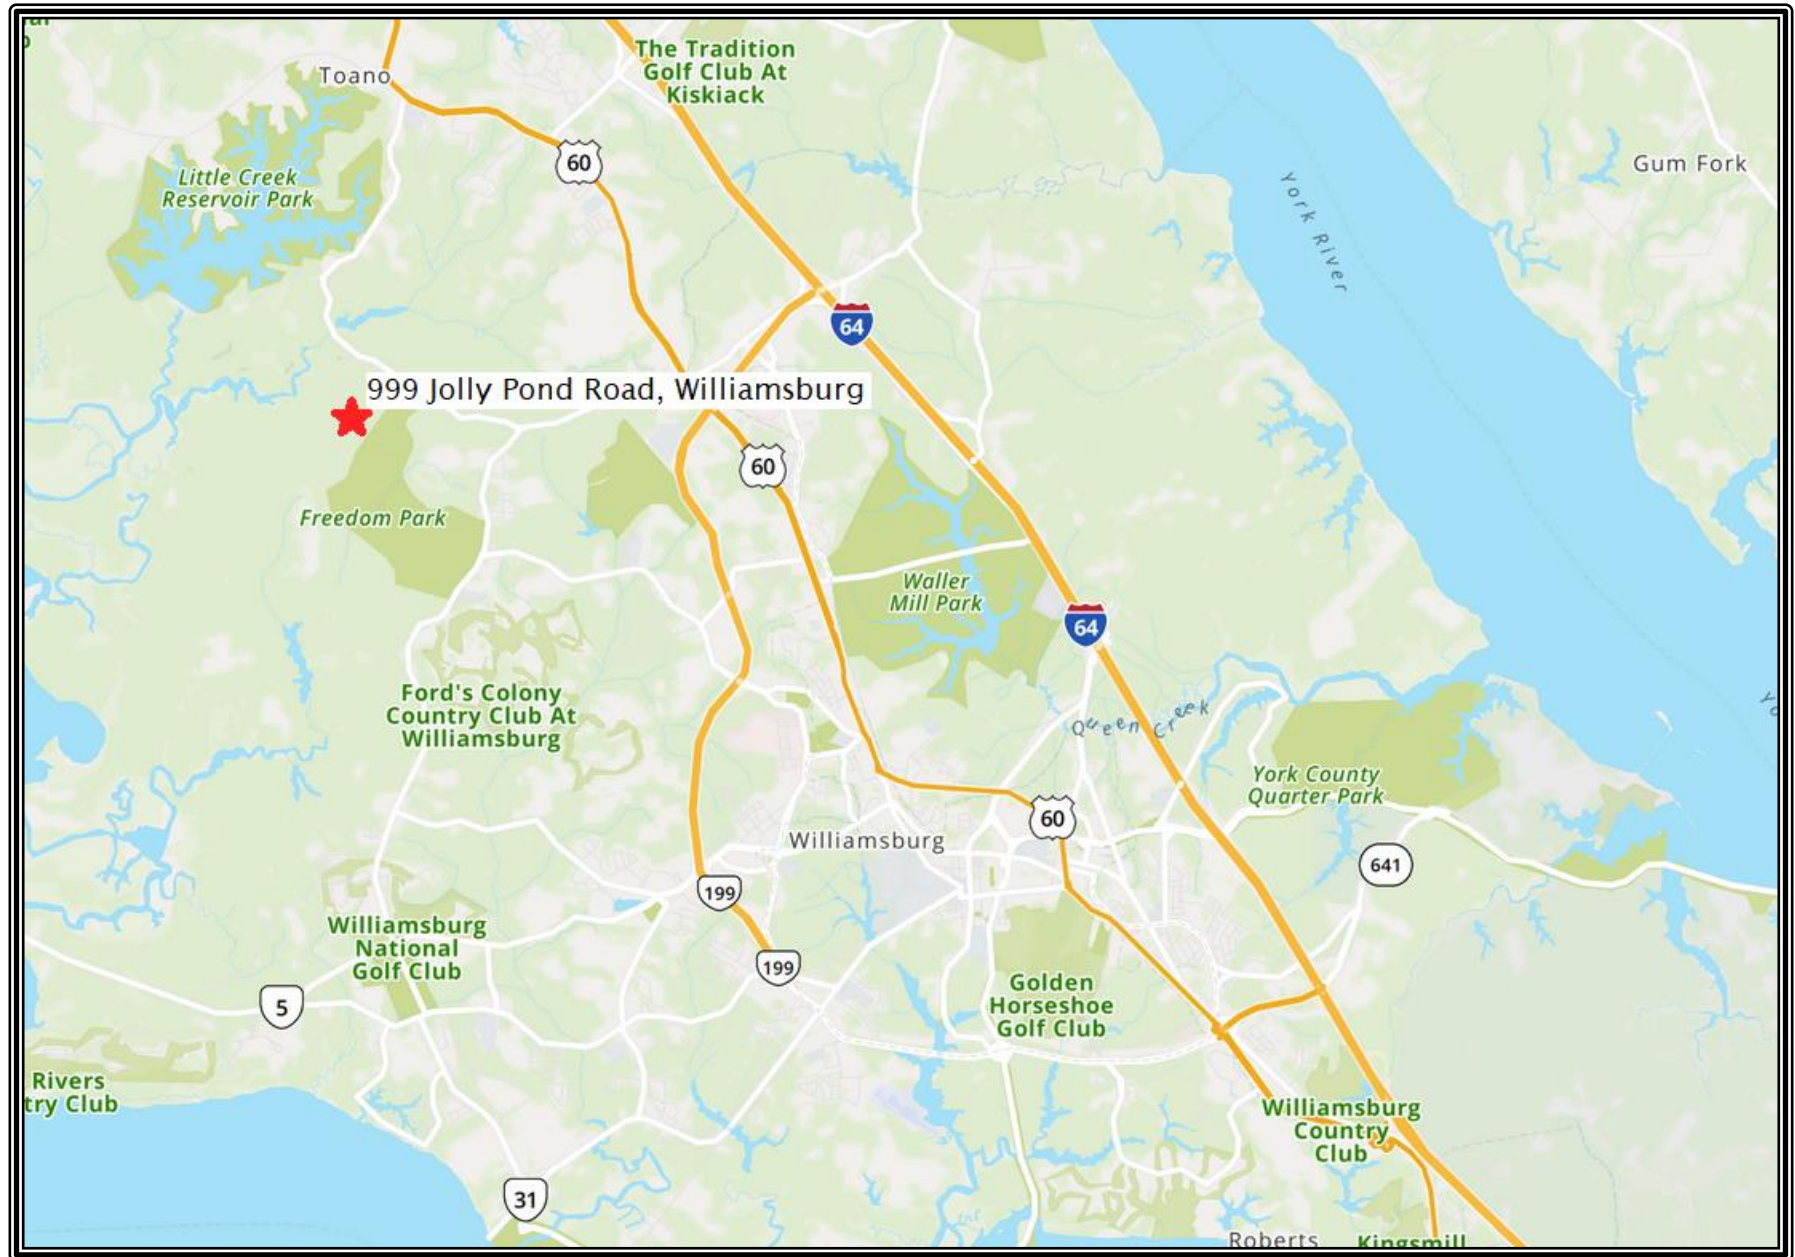 The Tradition
Golf Club At
Kiskiack
Toano
60
Gum Fork
Little Creek
Reservoir Park
York River
64
999 Jolly Pond Road, Williamsburg
60
Freedom Park
Waller
Mill Park
64
Ford's Colony
Country Club At
Williamsburg
Queen Creek
York County
Quarter Park
60
Williamsburg
641
199
Williamsburg
National
Golf Club
199
5
Golden
Horseshoe
Golf Club
Rivers
try Club
Williamsburg
Country
Club
31
Roberts
Kingsmill